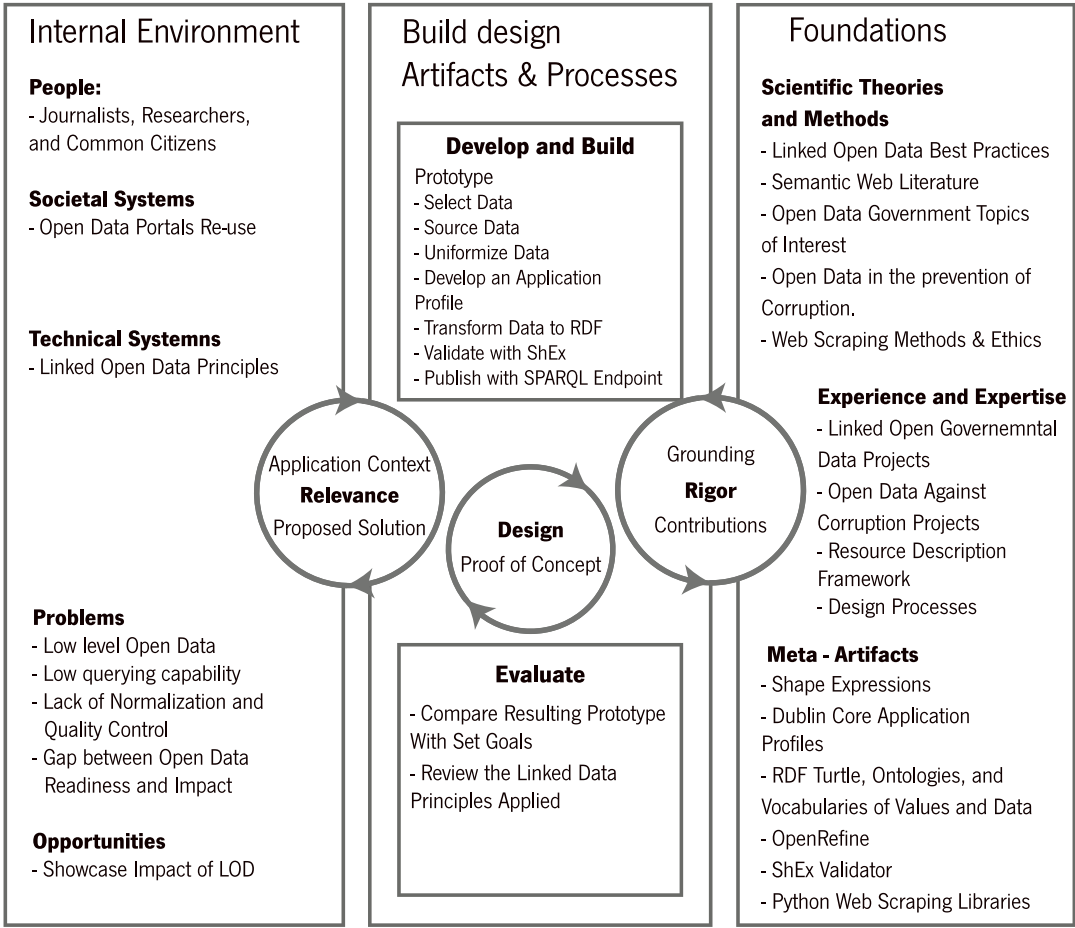 Internal Environment
People:
- Journalists, Researchers,
and Common Citizens
Societal Systems
- Open Data Portals Re-use
Technical Systemns
- Linked Open Data Principles
Application Context
Relevance
Proposed Solution
Problems
- Low level Open Data
- Low querying capability
- Lack of Normalization and
Quality Control
- Gap between Open Data
Readiness and Impact
Opportunities
- Showcase Impact of LOD
Build design
Artifacts & Processes
Develop and Build
Prototype
- Select Data
- Source Data
- Uniformize Data
- Develop an Application
Profile
- Transform Data to RDF
- Validate with ShEx
- Publish with SPARQL Endpoint
Design
Proof of Concept
Evaluate
- Compare Resulting Prototype
With Set Goals
- Review the Linked Data
Principles Applied
Grounding
Rigor
Contributions
Foundations
Scientific Theories
and Methods
- Linked Open Data Best Practices
- Semantic Web Literature
- Open Data Government Topics
of Interest
- Open Data in the prevention of
Corruption.
- Web Scraping Methods & Ethics
Experience and Expertise
- Linked Open Governemntal
Data Projects
- Open Data Against
Corruption Projects
- Resource Description
Framework
- Design Processes
Meta - Artifacts
- Shape Expressions
- Dublin Core Application
Profiles
- RDF Turtle, Ontologies, and
Vocabularies of Values and Data
- OpenRefine
- ShEx Validator
- Python Web Scraping Libraries